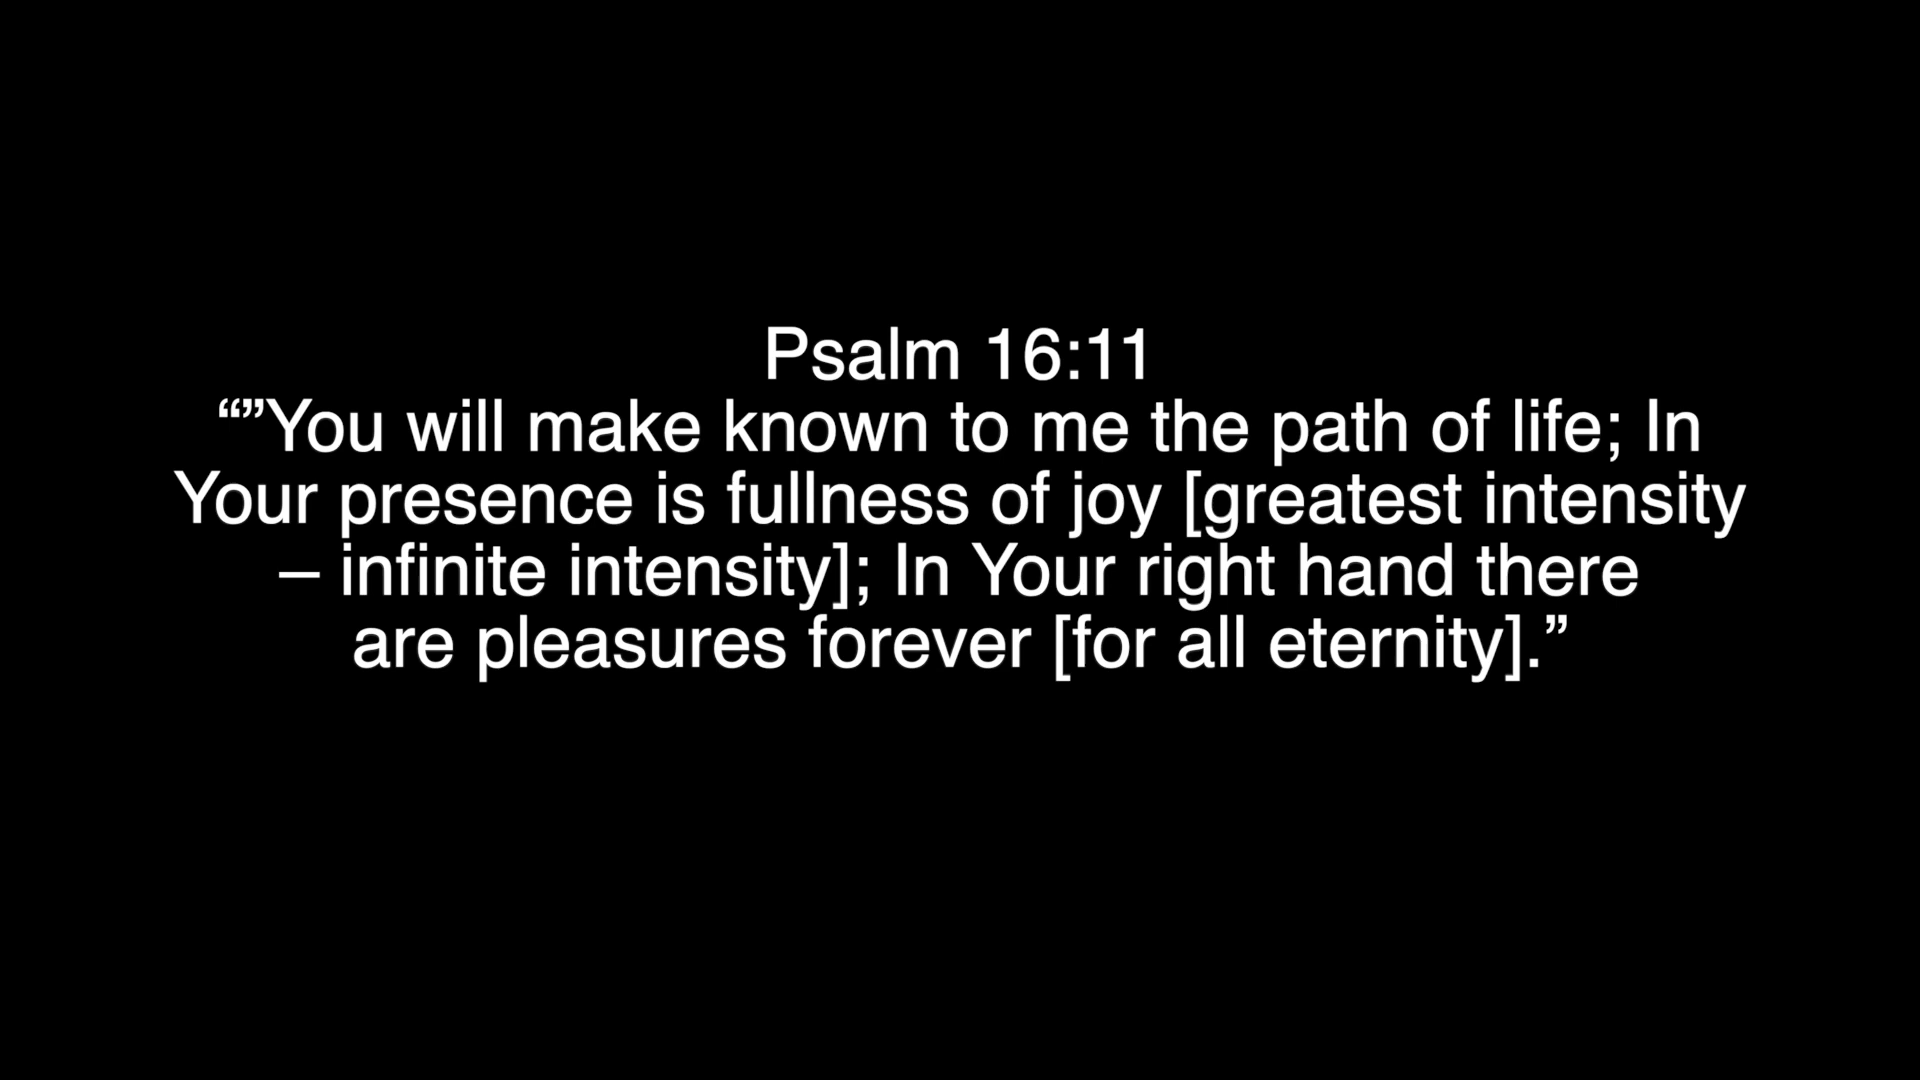 Psalm 16:11
“”You will make known to me the path of life; In
Your presence is fullness of joy [greatest intensity
– infinite intensity]; In Your right hand there
are pleasures forever [for all eternity].”